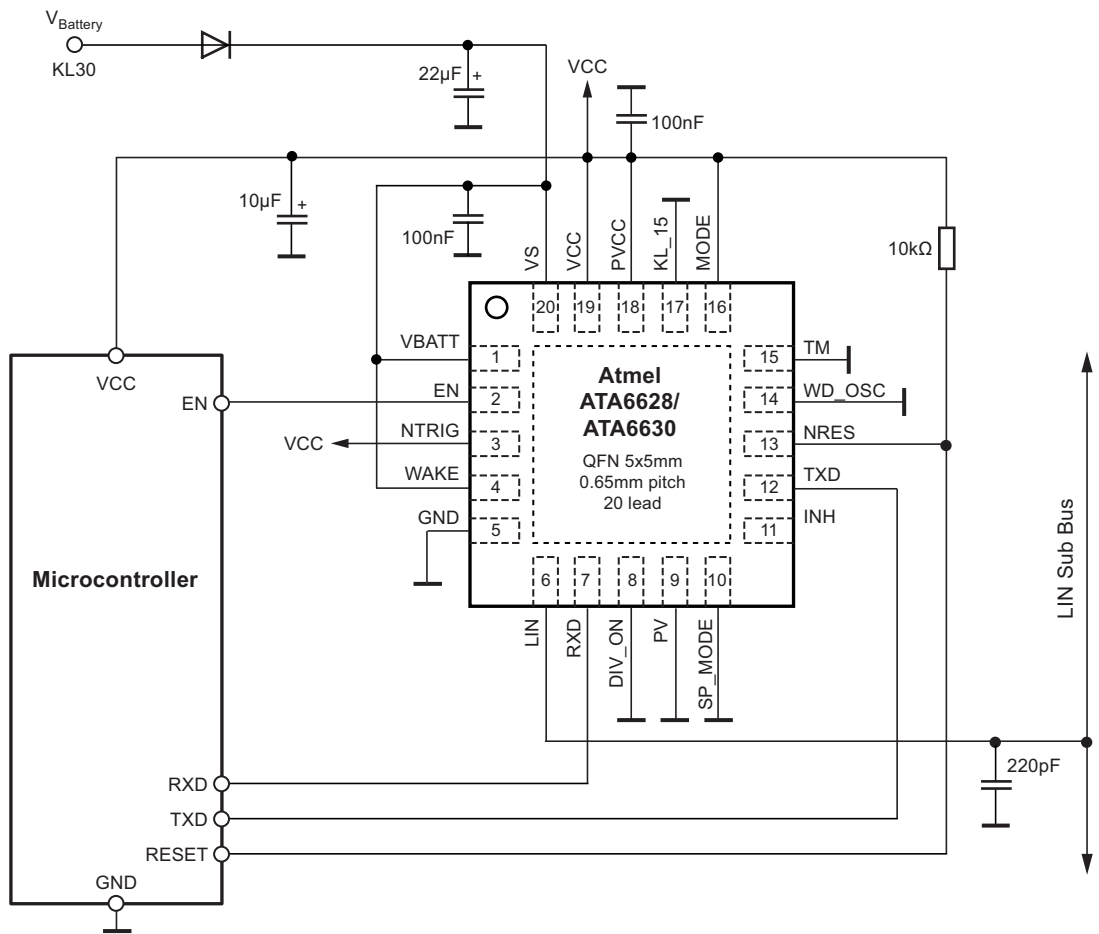 VBattery
KL30
22µF +
VCC
100nF
10µF +
100nF
10kΩ
VS
VCC
PVCC
KL_15
MODE
20
19
18
17
16
VBATT
1
EN
2
NTRIG
3
WAKE
4
GND
5
VCC
Atmel
ATA6628/
ATA6630
QFN 5x5mm
0.65mm pitch
20 lead
15
TM
14
WD_OSC
13
NRES
12
TXD
11
INH
6
7
8
9
10
LIN
RXD
DIV_ON
PV
SP_MODE
VCC
EN
Microcontroller
RXD
TXD
RESET
GND
220pF
LIN Sub Bus